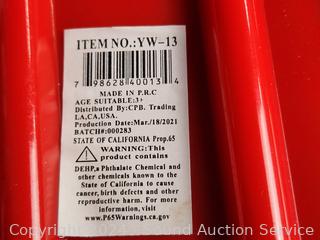 ITEM NO.:YW-13
7 98628 40013 4
MADE IN P.R.C
AGE SUITABLE:3+
Distributed By:CPB. Trading
LA,CA,USA.
Production Date:Mar./18/2021
BATCH#:000283
STATE OF CALIFORNIA Prop.65
WARNING:This
product contains
DEHP,a Phthalate Chemical and
other chemicals known to the
State of California to cause
cancer, birth defects and other
reproductive harm.
For more
information, visit
www.P65Warnings.ca.gov
Auction Service